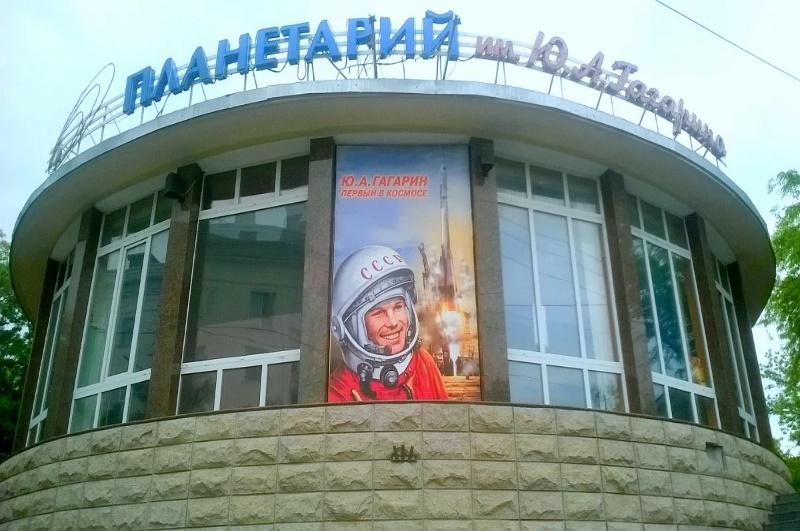 ПЛАНЕТАРИЙ им. Ю.А.Гагарина
Ю.А.ГАГАРИН
ПЕРВЫЙ В КОСМОСЕ
СССР